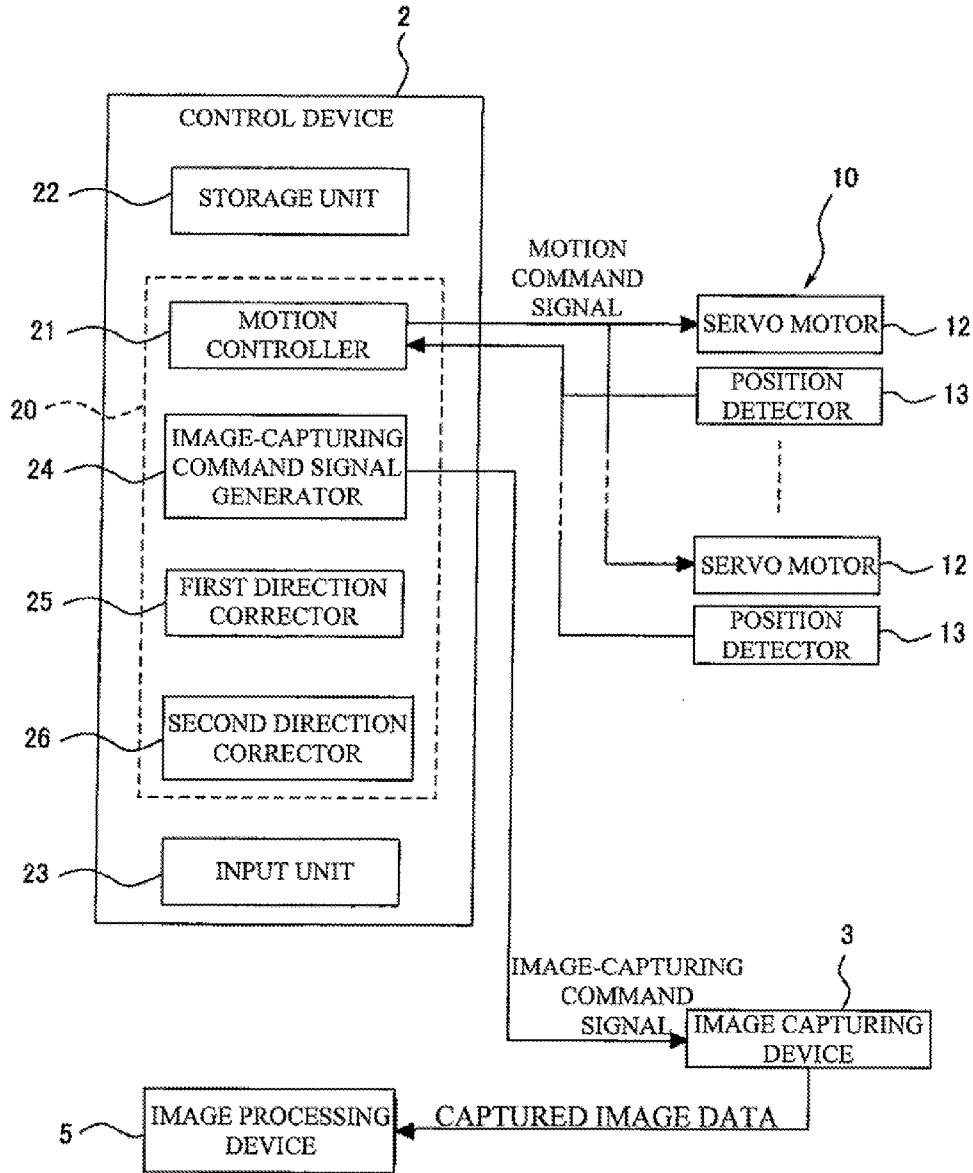 2
CONTROL DEVICE
22
STORAGE UNIT
10
MOTION
COMMAND
SIGNAL
21
MOTION
CONTROLLER
SERVO MOTOR
12
POSITION
DETECTOR
13
20
24
IMAGE-CAPTURING
COMMAND SIGNAL
GENERATOR
SERVO MOTOR
12
25
FIRST DIRECTION
CORRECTOR
POSITION
DETECTOR
13
26
SECOND DIRECTION
CORRECTOR
23
INPUT UNIT
3
IMAGE-CAPTURING
COMMAND
SIGNAL
IMAGE CAPTURING
DEVICE
5
IMAGE PROCESSING
DEVICE
CAPTURED IMAGE DATA